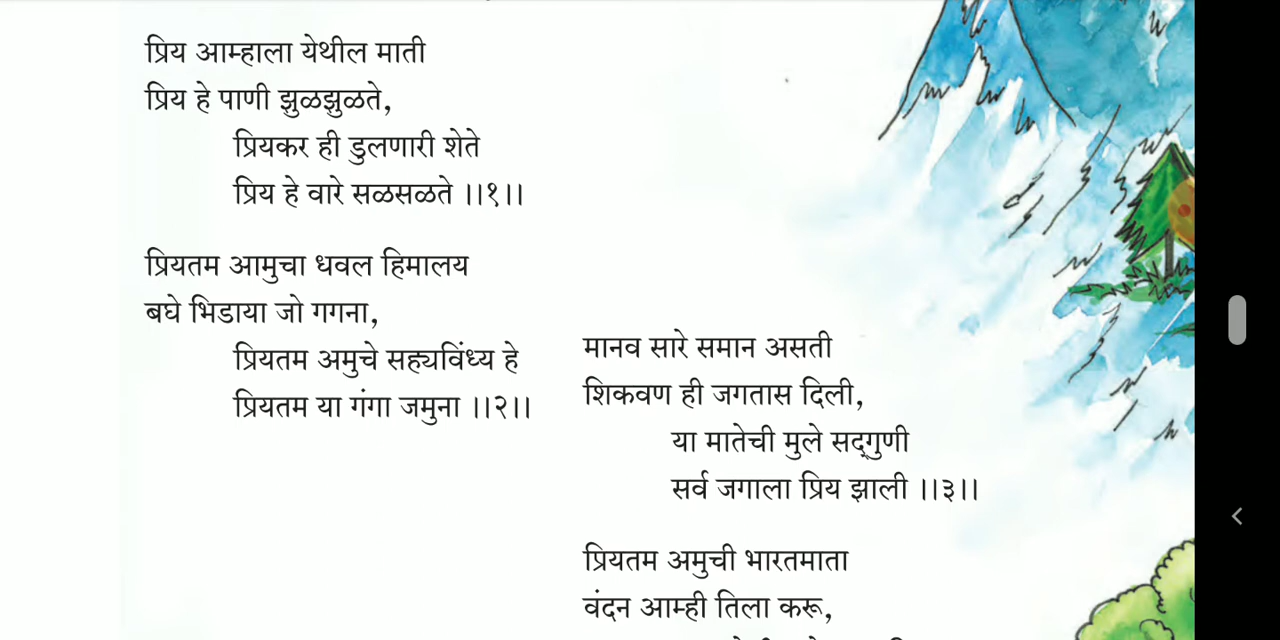 प्रिय आम्हाला येथील माती
प्रिय हे पाणी झुळझुळते,
प्रियकर ही डुलणारी शेते
प्रिय हे वारे सळसळते ।।१।।
प्रियतम आमुचा धवल हिमालय
बघे भिडाया जो गगना,
प्रियतम अमुचे सह्यविंध्य हे
प्रियतम या गंगा जमुना ।।२।।
मानव सारे समान असती
शिकवण ही जगतास दिली,
या मातेची मुले सद्‌गुणी
सर्व जगाला प्रिय झाली ।।३।।
प्रियतम अमुची भारतमाता
वंदन आम्ही तिला करू,